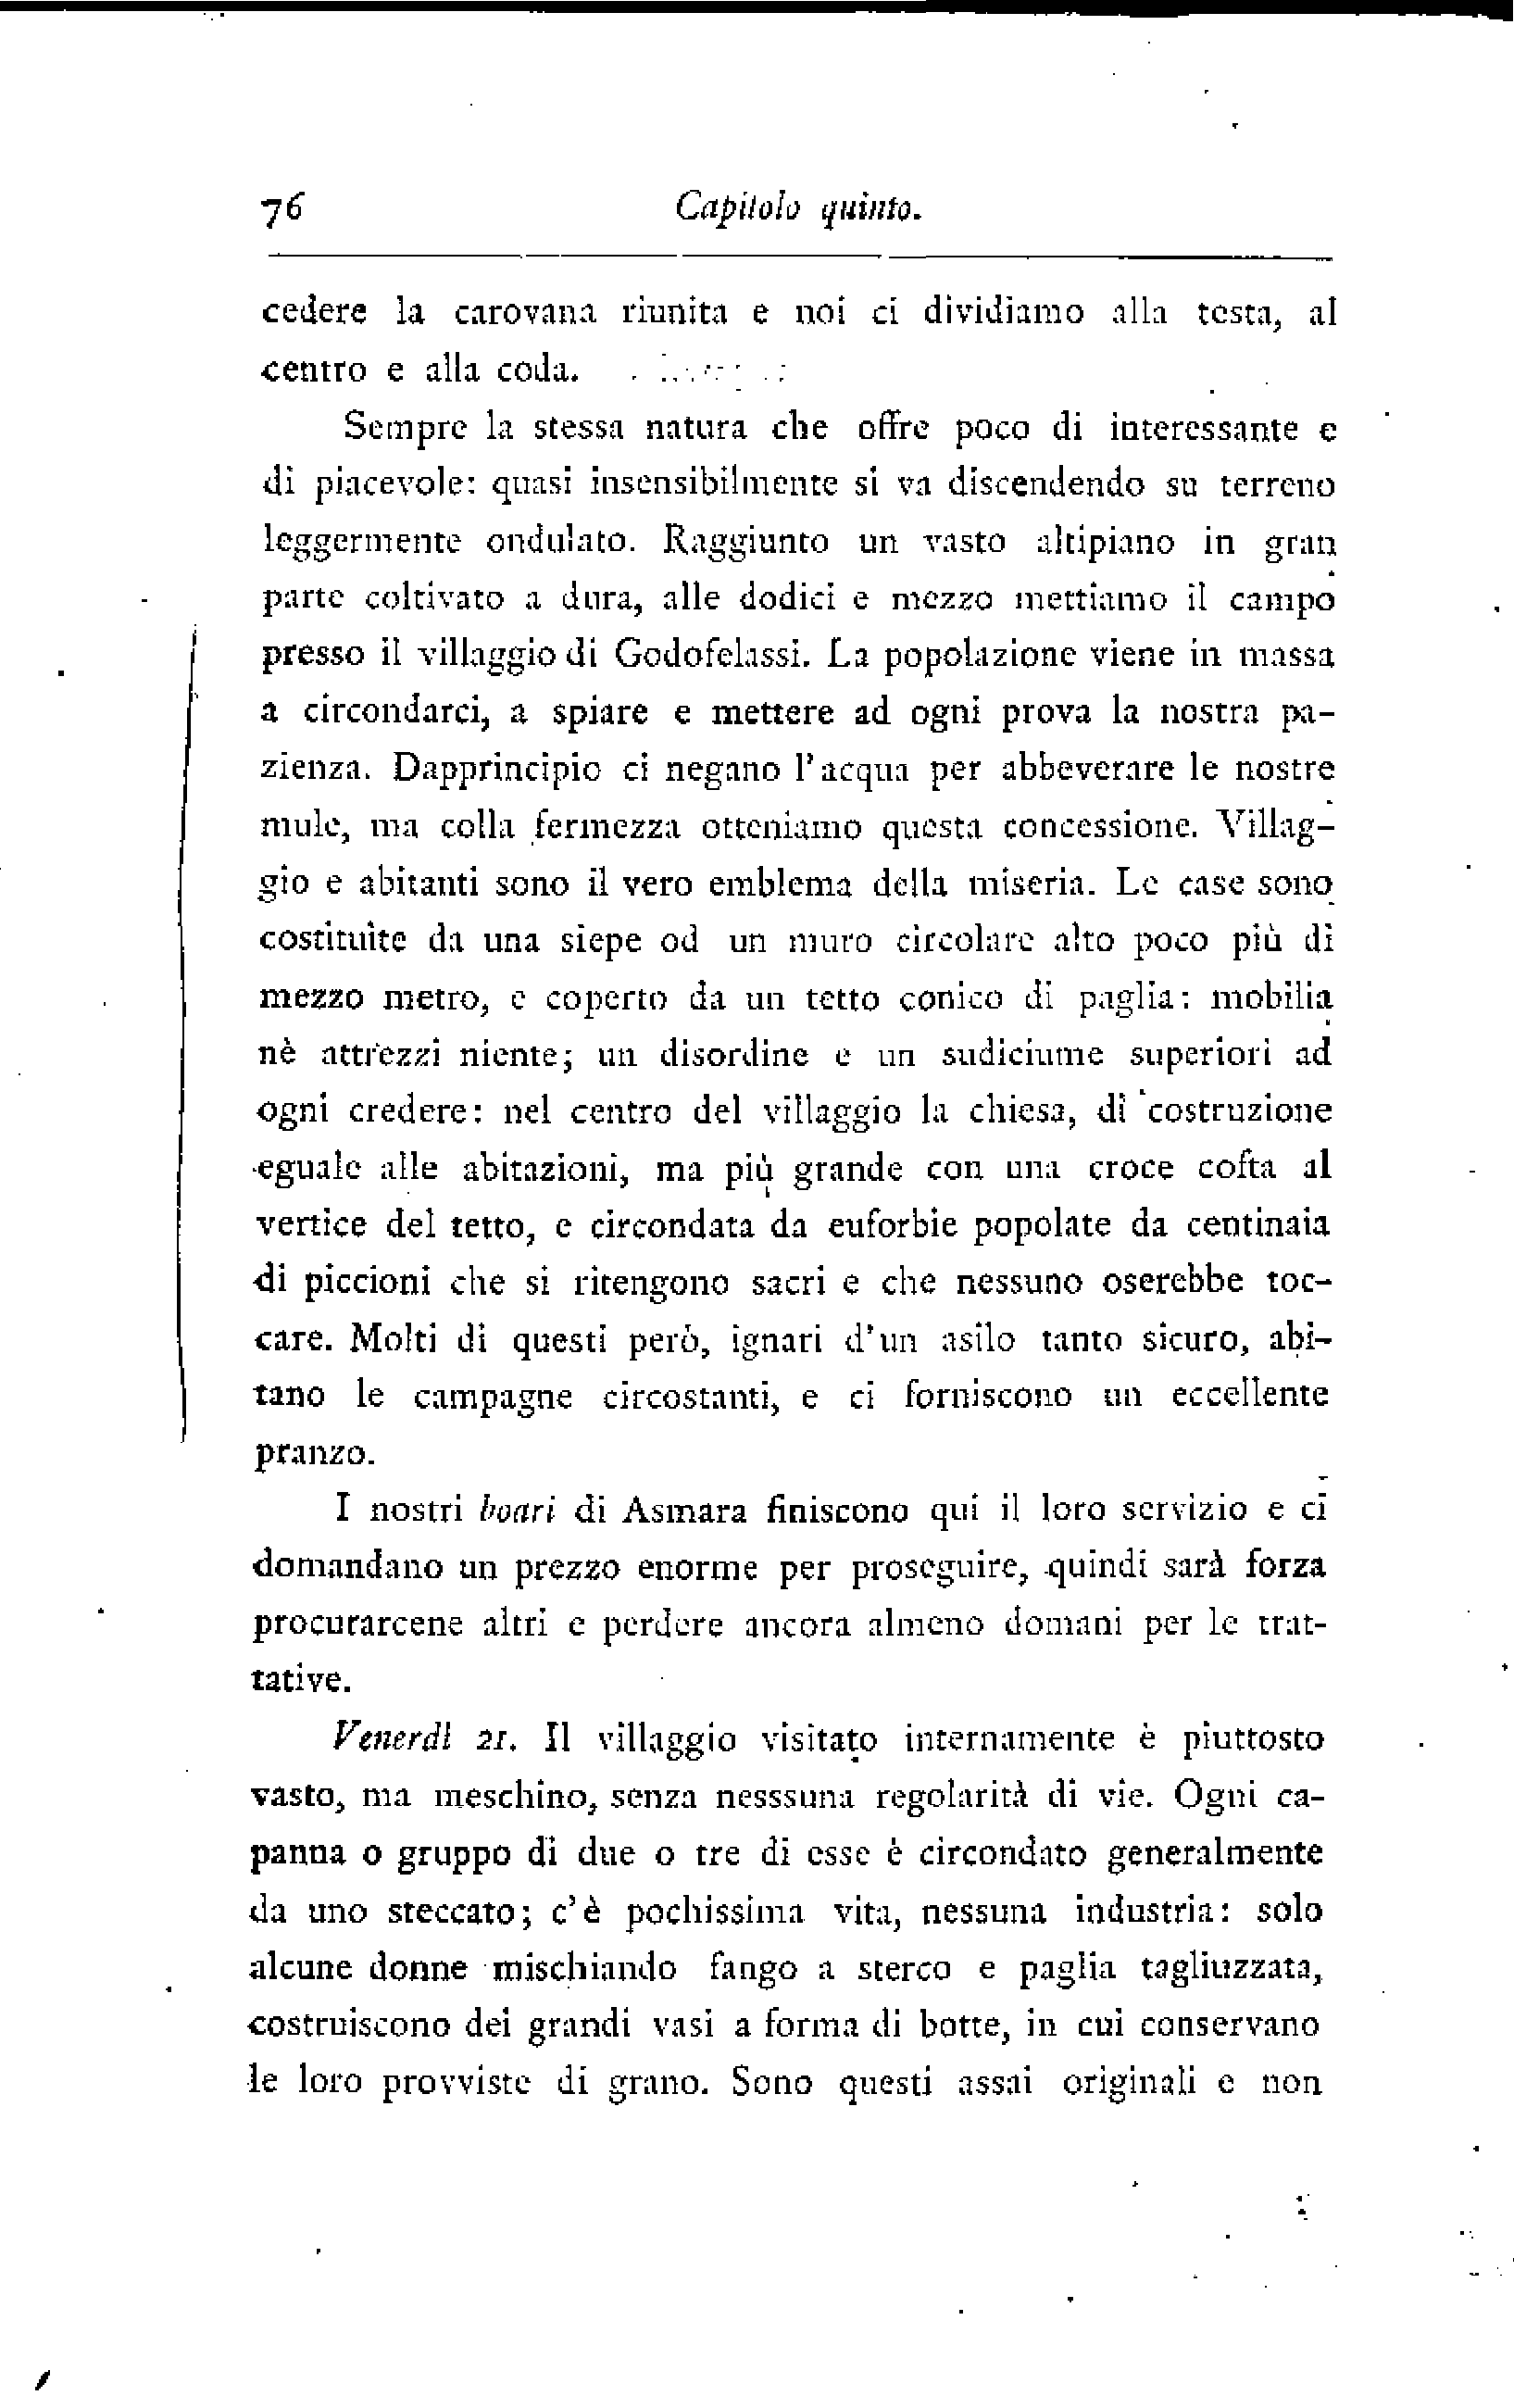 76 Capitolo quinto.
cedere la carovana riunita e noi ci dividiamo alla testa, al
centro e alla coda.
Sempre la stessa natura che offre poco di interessante e
di piacevole: quasi insensibilmente si va discendendo su terreno
leggermente ondulato. Raggiunto un vasto altipiano in gran
parte coltivato a dura, alle dodici e mezzo mettiamo il campo
presso il villaggio di Godofelassi. La popolazione viene in massa
a circondarci, a spiare e mettere ad ogni prova la nostra pa-
zienza. Dapprincipio ci negano l'acqua per abbeverare le nostre
mule, ma colla fermezza otteniamo questa concessione. Villag-
gio e abitanti sono il vero emblema della miseria. Le case sono
costituite da una siepe od un muro circolare alto poco più di
mezzo metro, e coperto da un tetto conico di paglia: mobilia
nè attrezzi niente; un disordine e un sudiciume superiori ad
ogni credere: nel centro del villaggio la chiesa, di costruzione
eguale alle abitazioni, ma più grande con una croce cofta al
vertice del tetto, e circondata da euforbie popolate da centinaia
di piccioni che si ritengono sacri e che nessuno oserebbe toc-
care. Molti di questi però, ignari d'un asilo tanto sicuro, abi-
tano le campagne circostanti, e ci forniscono un eccellente
pranzo.
I nostri boari di Asmara finiscono qui il loro servizio e ci
domandano un prezzo enorme per proseguire, quindi sarà forza
procurarcene altri e perdere ancora almeno domani per le trat-
tative.
Venerdì 21. Il villaggio visitato internamente è piuttosto
vasto, ma meschino, senza nesssuna regolarità di vie. Ogni ca-
panna o gruppo di due o tre di esse è circondato generalmente
da uno steccato; c'è pochissima vita, nessuna industria: solo
alcune donne mischiando fango a sterco e paglia tagliuzzata,
costruiscono dei grandi vasi a forma di botte, in cui conservano
le loro provviste di grano. Sono questi assai originali e non